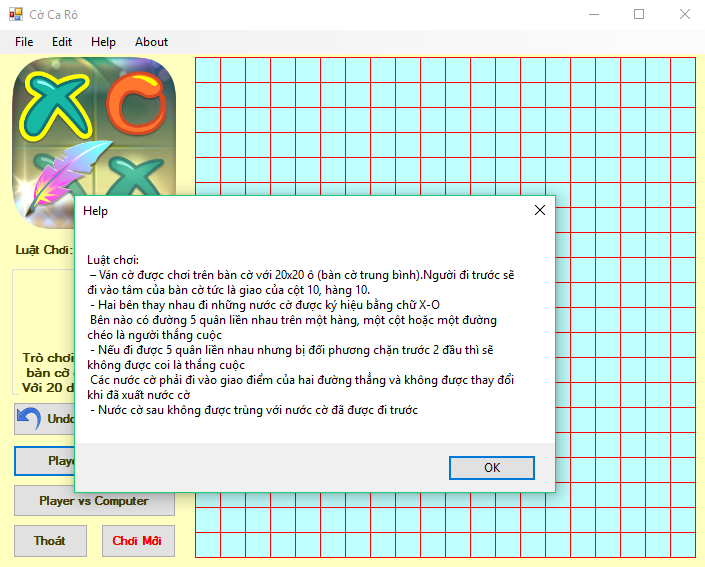 Cờ Ca Rô
File Edit Help About
Luật Chơi:
Help
Luật chơi:
– Ván cờ được chơi trên bàn cờ với 20x20 ô (bàn cờ trung bình).Người đi trước sẽ
đi vào tâm của bàn cờ tức là giao của cột 10, hàng 10.
- Hai bên thay nhau đi những nước cờ được ký hiệu bằng chữ X-O
Bên nào có đường 5 quân liền nhau trên một hàng, một cột hoặc một đường
chéo là người thắng cuộc
- Nếu đi được 5 quân liền nhau nhưng bị đối phương chặn trước 2 đầu thì sẽ
không được coi là thắng cuộc
Các nước cờ phải đi vào giao điểm của hai đường thẳng và không được thay đổi
khi đã xuất nước cờ
- Nước cờ sau không được trùng với nước cờ đã được đi trước
OK
Trò chơi
bàn cờ
Với 20 d
Undo
Playe
Player vs Computer
Thoát
Chơi Mới